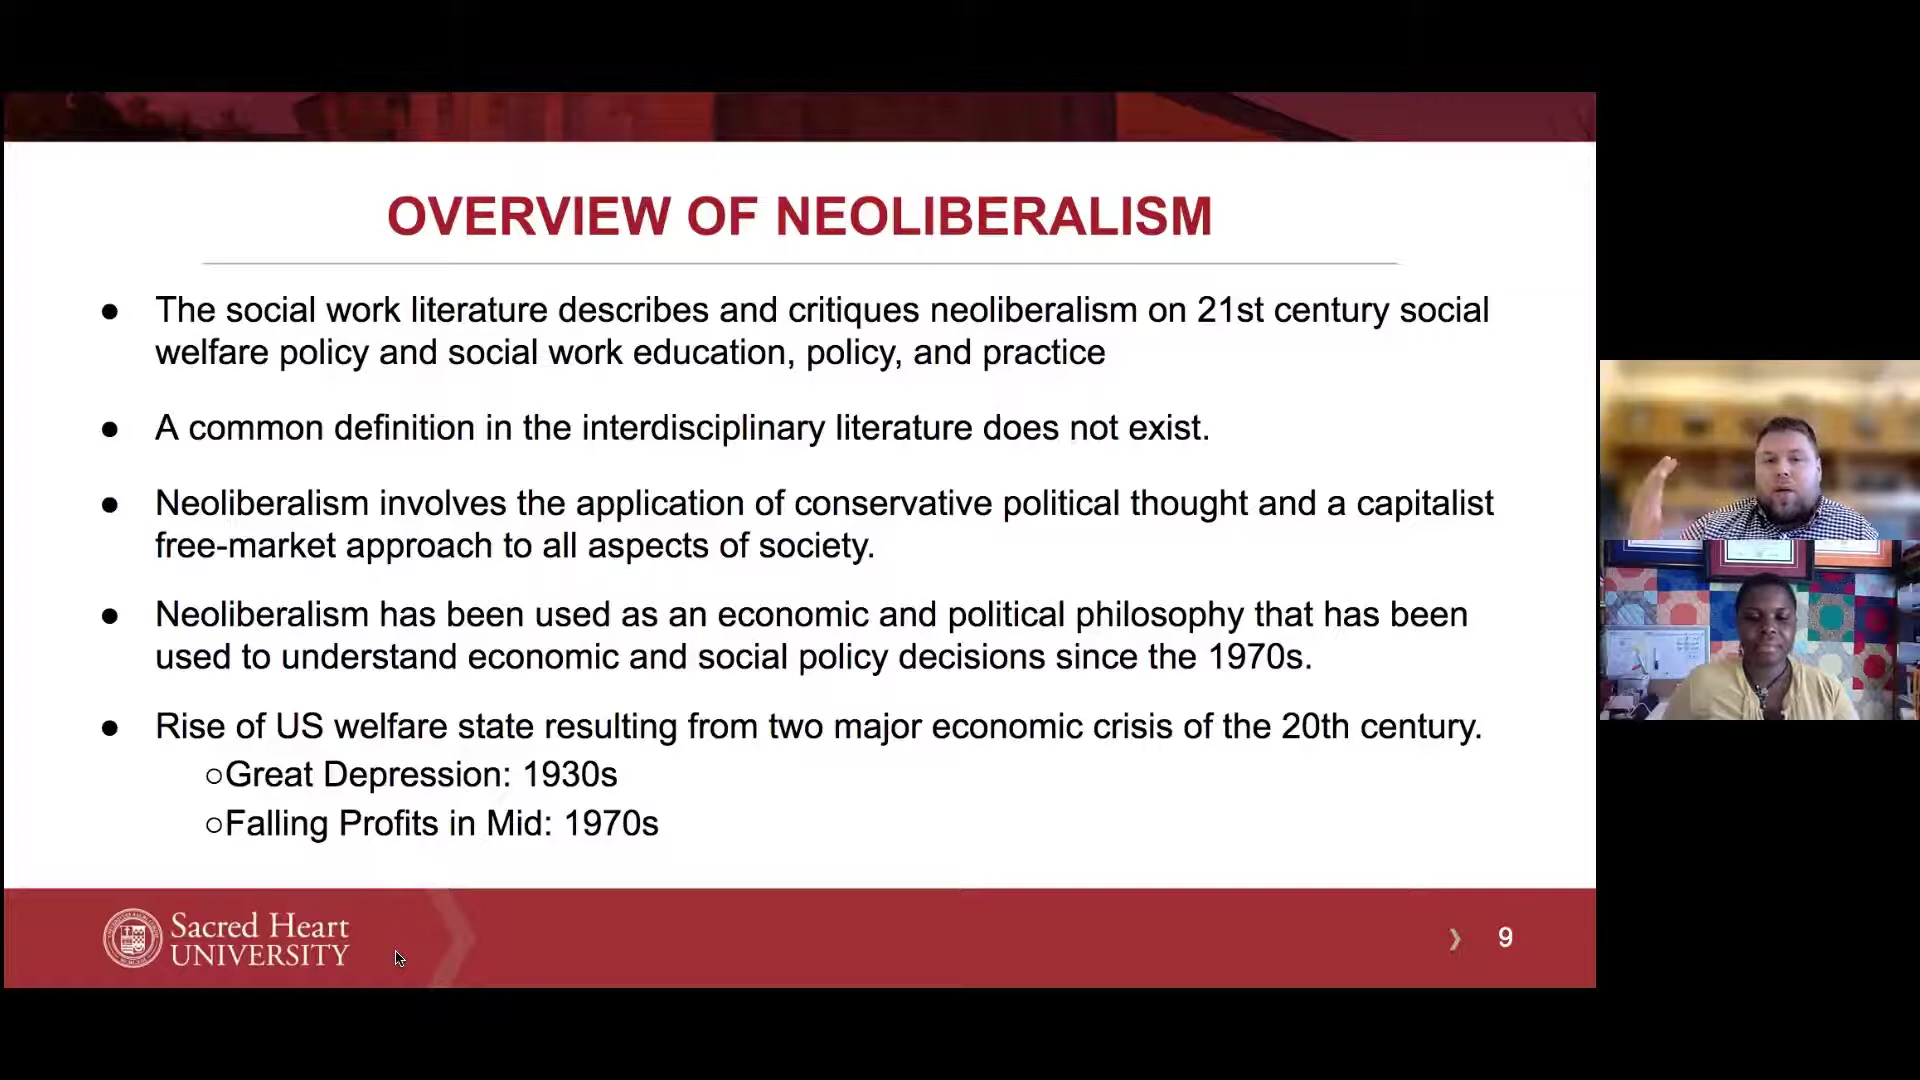 OVERVIEW OF NEOLIBERALISM
● The social work literature describes and critiques neoliberalism on 21st century social
welfare policy and social work education, policy, and practice
● A common definition in the interdisciplinary literature does not exist.
● Neoliberalism involves the application of conservative political thought and a capitalist
free-market approach to all aspects of society.
● Neoliberalism has been used as an economic and political philosophy that has been
used to understand economic and social policy decisions since the 1970s.
● Rise of US welfare state resulting from two major economic crisis of the 20th century.
○Great Depression: 1930s
○Falling Profits in Mid: 1970s
Sacred Heart
UNIVERSITY
9